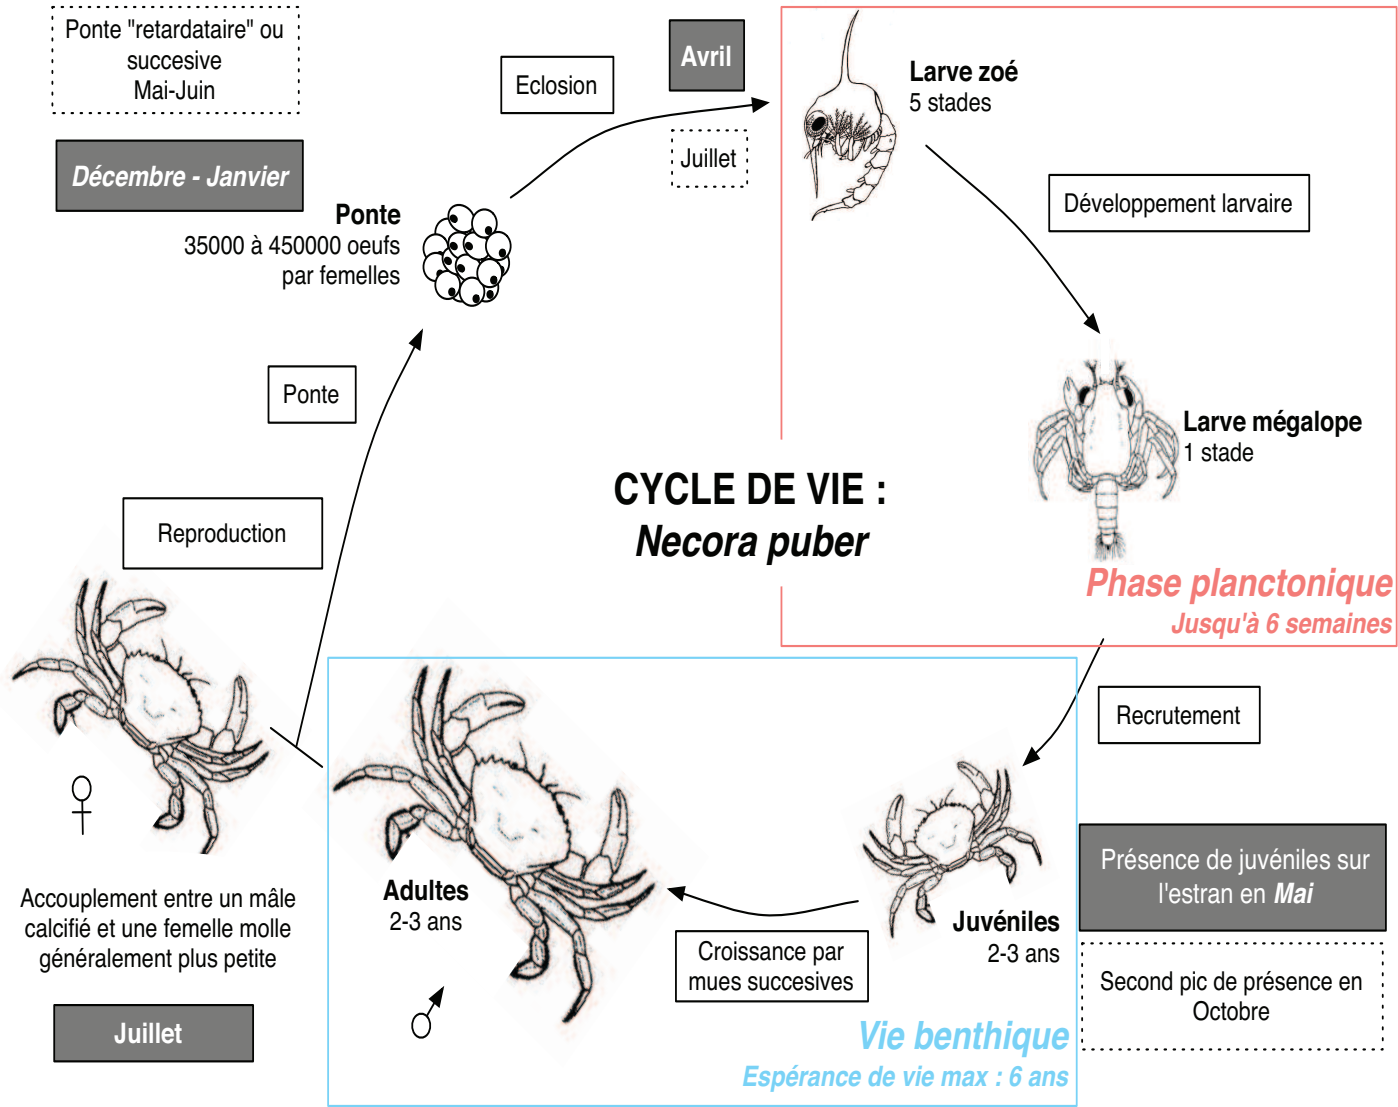 Ponte "retardataire" ou
succesive
Mai-Juin
Décembre - Janvier
Ponte
35000 à 450000 oeufs
par femelles
Eclosion
Avril
Juillet
Larve zoé
5 stades
Développement larvaire
Larve mégalope
1 stade
Phase planctonique
Jusqu'à 6 semaines
CYCLE DE VIE :
Necora puber
Ponte
Reproduction
Recrutement
Présence de juvéniles sur
l'estran en Mai
Second pic de présence en
Octobre
Juvéniles
2-3 ans
Croissance par
mues succesives
Adultes
2-3 ans
Vie benthique
Espérance de vie max : 6 ans
Accouplement entre un mâle
calcifié et une femelle molle
généralement plus petite
Juillet